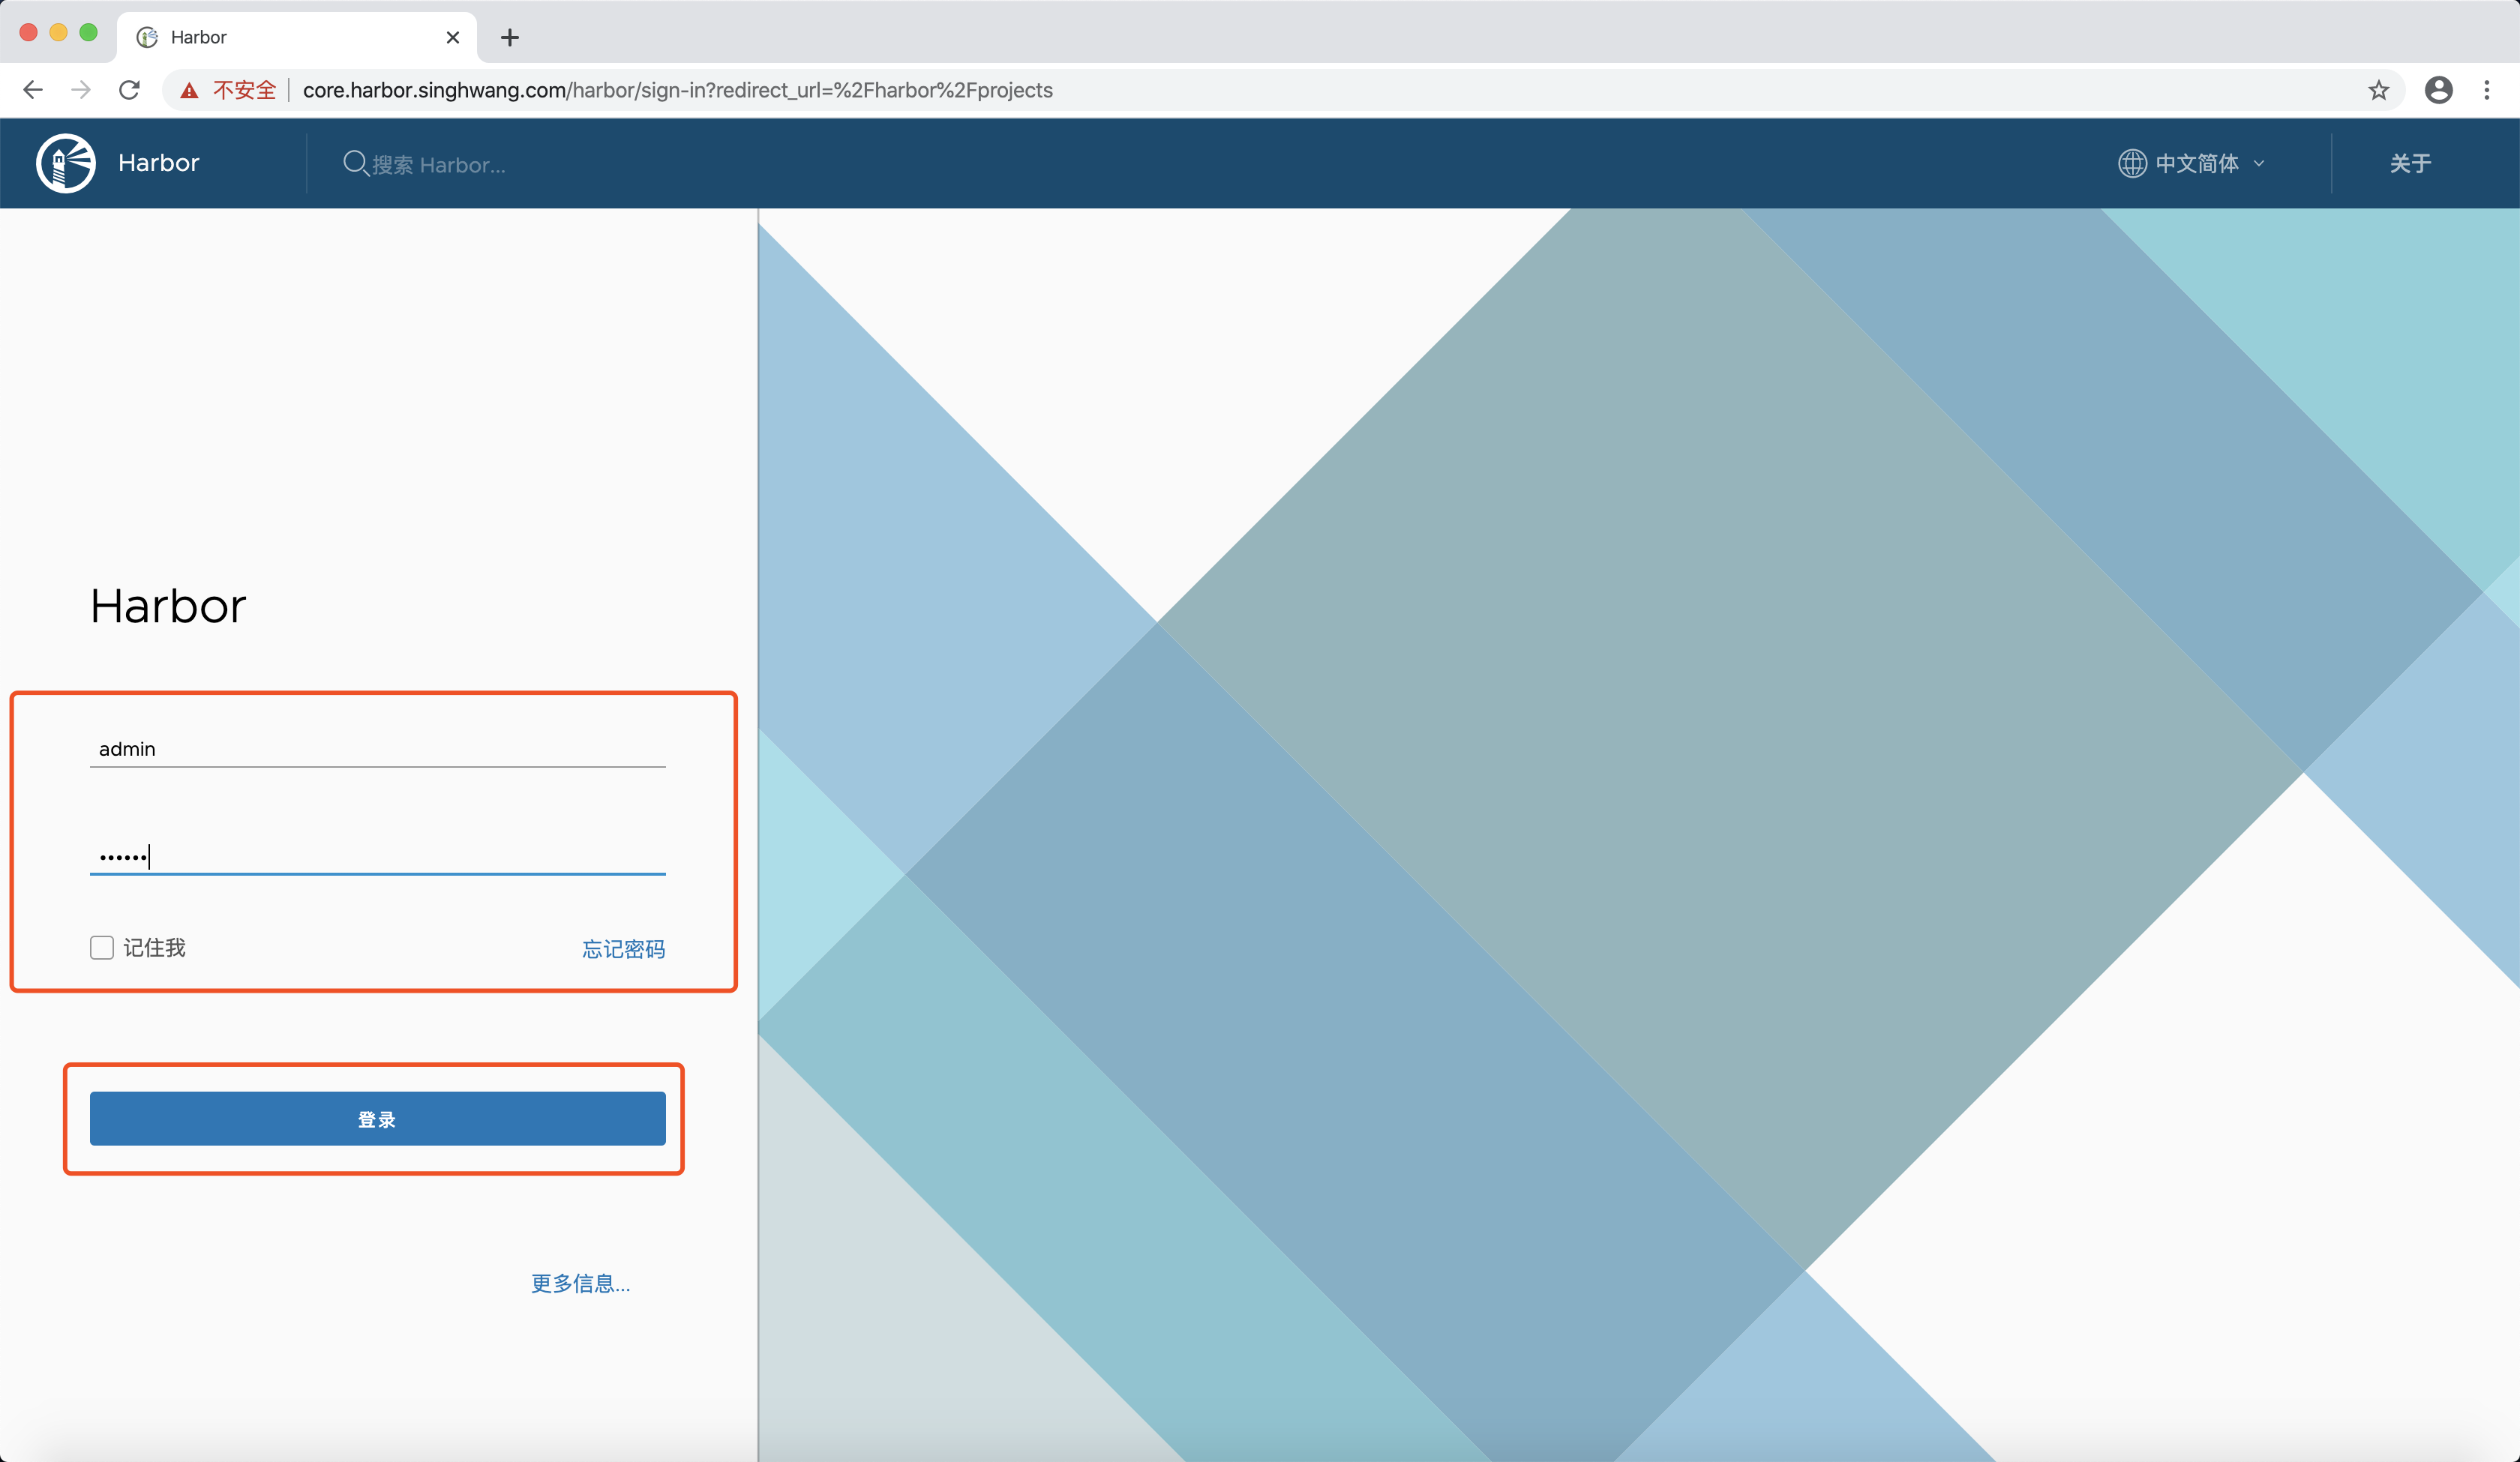 Harbor
不安全 core.harbor.singhwang.com/harbor/sign-in?redirect_url=%2Fharbor%2Fprojects
Harbor 搜索 Harbor... 中文简体 关于
Harbor
admin
••••••
记住我 忘记密码
登录
更多信息...